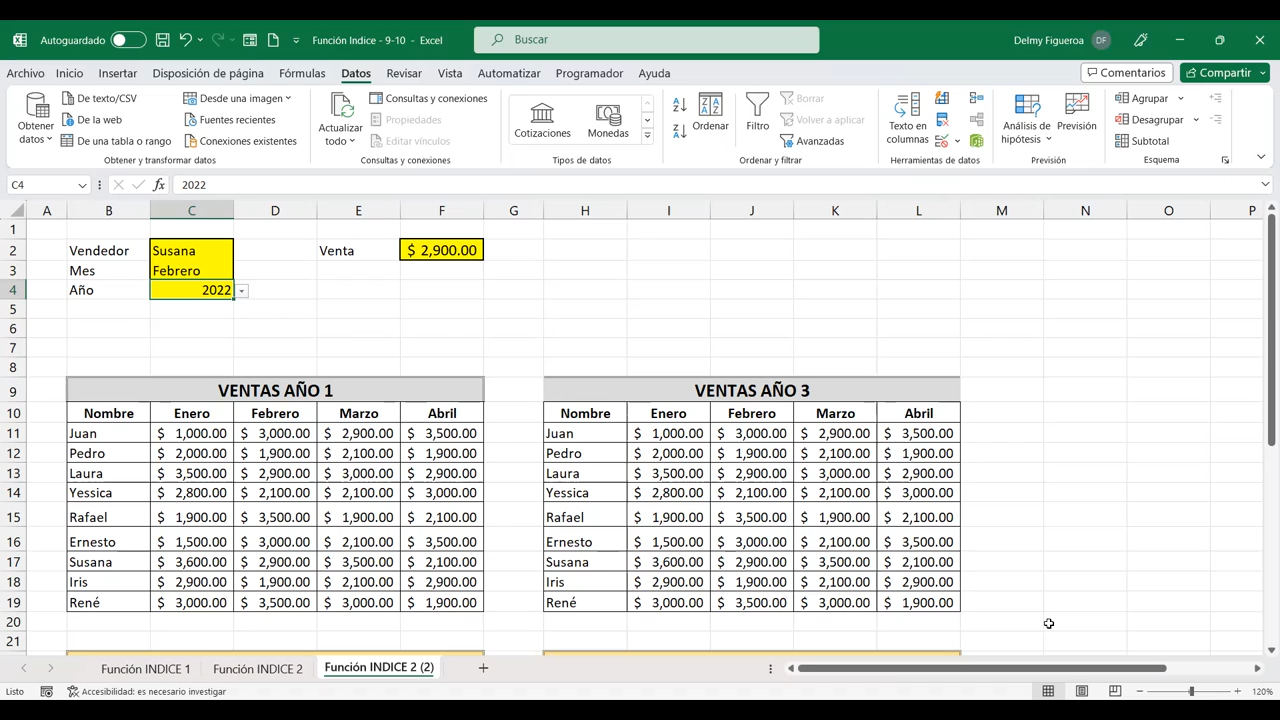 Autoguardado Función Indice - 9-10 - Excel Buscar Delmy Figueroa DF
Archivo Inicio Insertar Disposición de página Fórmulas Datos Revisar Vista Automatizar Programador Ayuda Comentarios Compartir
Obtener datos
De texto/CSV
De la web
De una tabla o rango
Desde una imagen
Fuentes recientes
Conexiones existentes
Obtener y transformar datos
Actualizar todo
Consultas y conexiones
Propiedades
Editar vínculos
Consultas y conexiones
Cotizaciones Monedas
Tipos de datos
Ordenar
Filtro
Borrar
Volver a aplicar
Avanzadas
Ordenar y filtrar
Texto en columnas
Herramientas de datos
Análisis de hipótesis
Previsión
Previsión
Agrupar
Desagrupar
Subtotal
Esquema
C4 fx 2022
A B C D E F G H I J K L M N O P
1
2 Vendedor Susana Venta $ 2,900.00
3 Mes Febrero
4 Año 2022
5
6
7
8
9 VENTAS AÑO 1 VENTAS AÑO 3
10 Nombre Enero Febrero Marzo Abril Nombre Enero Febrero Marzo Abril
11 Juan $ 1,000.00 $ 3,000.00 $ 2,900.00 $ 3,500.00 Juan $ 1,000.00 $ 3,000.00 $ 2,900.00 $ 3,500.00
12 Pedro $ 2,000.00 $ 1,900.00 $ 2,100.00 $ 1,900.00 Pedro $ 2,000.00 $ 1,900.00 $ 2,100.00 $ 1,900.00
13 Laura $ 3,500.00 $ 2,900.00 $ 3,000.00 $ 2,900.00 Laura $ 3,500.00 $ 2,900.00 $ 3,000.00 $ 2,900.00
14 Yessica $ 2,800.00 $ 2,100.00 $ 2,100.00 $ 3,000.00 Yessica $ 2,800.00 $ 2,100.00 $ 2,100.00 $ 3,000.00
15 Rafael $ 1,900.00 $ 3,500.00 $ 1,900.00 $ 2,100.00 Rafael $ 1,900.00 $ 3,500.00 $ 1,900.00 $ 2,100.00
16 Ernesto $ 1,500.00 $ 3,000.00 $ 2,100.00 $ 3,500.00 Ernesto $ 1,500.00 $ 3,000.00 $ 2,100.00 $ 3,500.00
17 Susana $ 3,600.00 $ 2,900.00 $ 3,500.00 $ 2,100.00 Susana $ 3,600.00 $ 2,900.00 $ 3,500.00 $ 2,100.00
18 Iris $ 2,900.00 $ 1,900.00 $ 2,100.00 $ 2,900.00 Iris $ 2,900.00 $ 1,900.00 $ 2,100.00 $ 2,900.00
19 René $ 3,000.00 $ 3,500.00 $ 3,000.00 $ 1,900.00 René $ 3,000.00 $ 3,500.00 $ 3,000.00 $ 1,900.00
20
21
Función INDICE 1 Función INDICE 2 Función INDICE 2 (2)
Listo Accesibilidad: es necesario investigar 120%